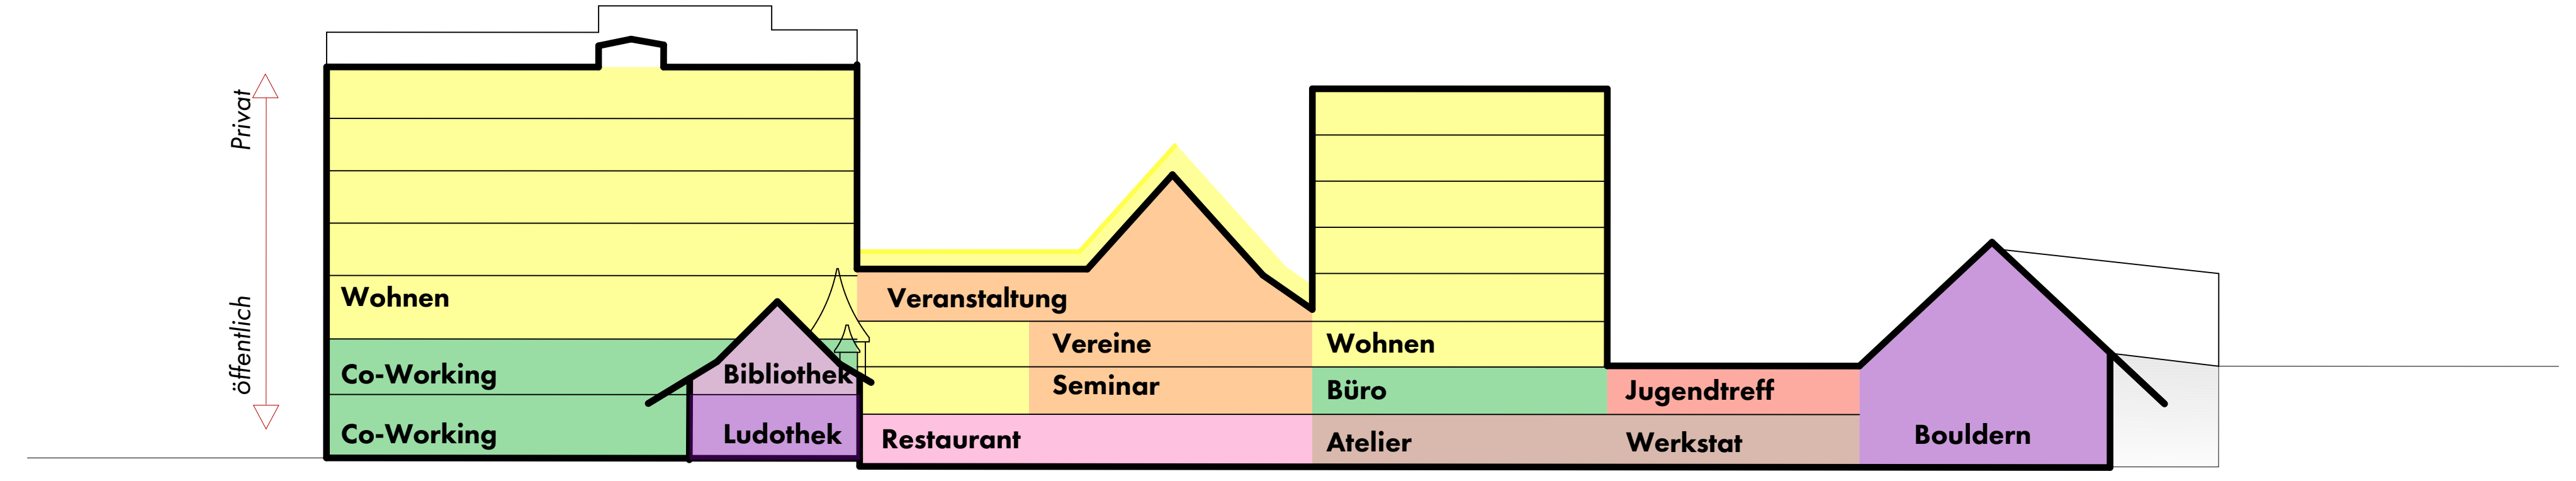 Privat
öffentlich
Wohnen
Veranstaltung
Vereine
Wohnen
Co-Working
Bibliothek
Seminar
Büro
Jugendtreff
Co-Working
Ludothek
Restaurant
Atelier
Werkstat
Bouldern